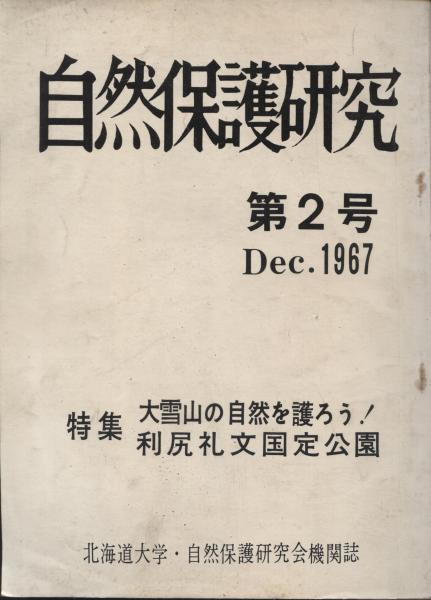 自然保護研究
第2号
Dec.1967
特集 大雪山の自然を護ろう!
利尻礼文国定公園
北海道大学・自然保護研究会機関誌